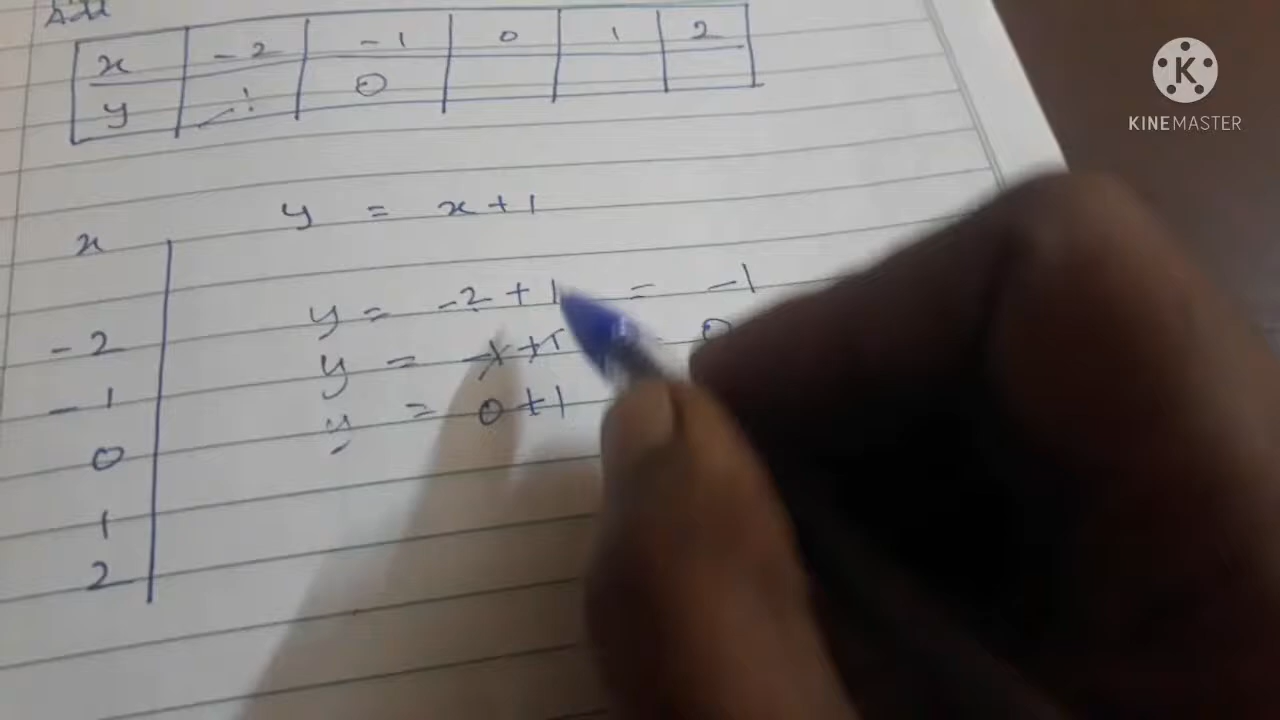 x -2 -1 0 1 2
y -1 0
y = x+1
x
-2 y = -2+1 = -1
-1 y = -1+1 = 0
0 y = 0+1
1
2
K
KINEMASTER